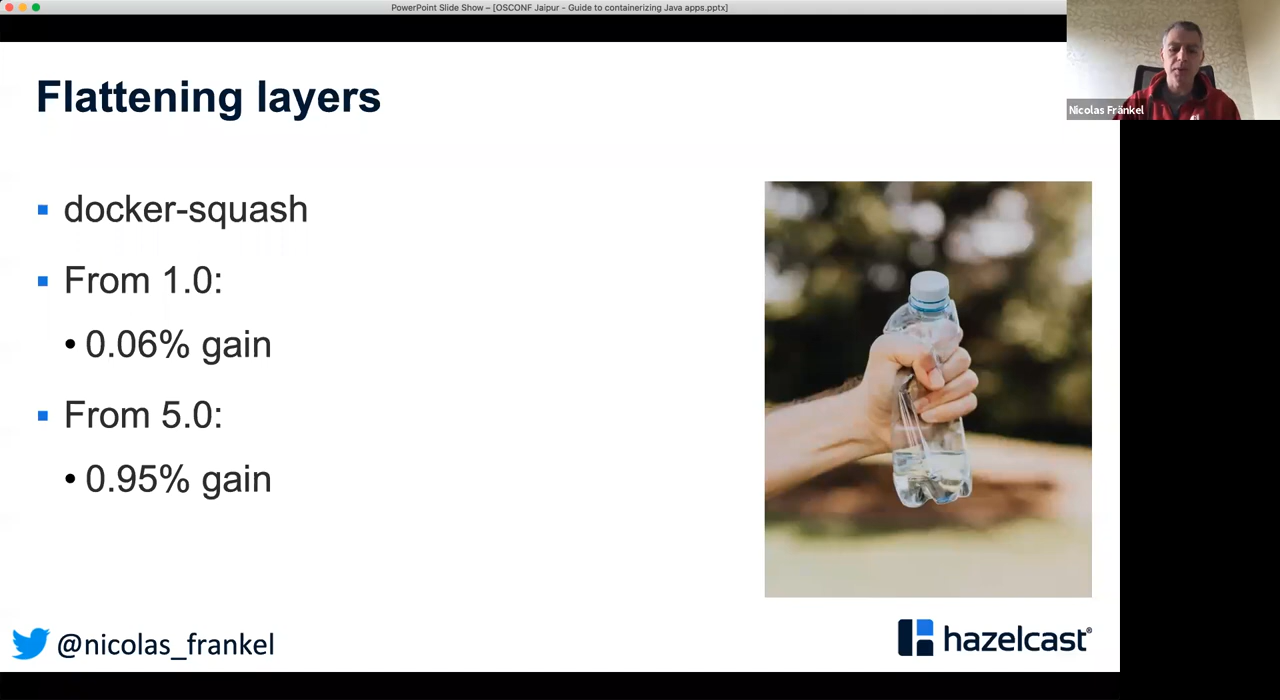 PowerPoint Slide Show – [OSCONF Jaipur - Guide to containerizing Java apps.pptx]
Nicolas Fränkel
Flattening layers
▪ docker-squash
▪ From 1.0:
• 0.06% gain
▪ From 5.0:
• 0.95% gain
@nicolas_frankel
hazelcast®